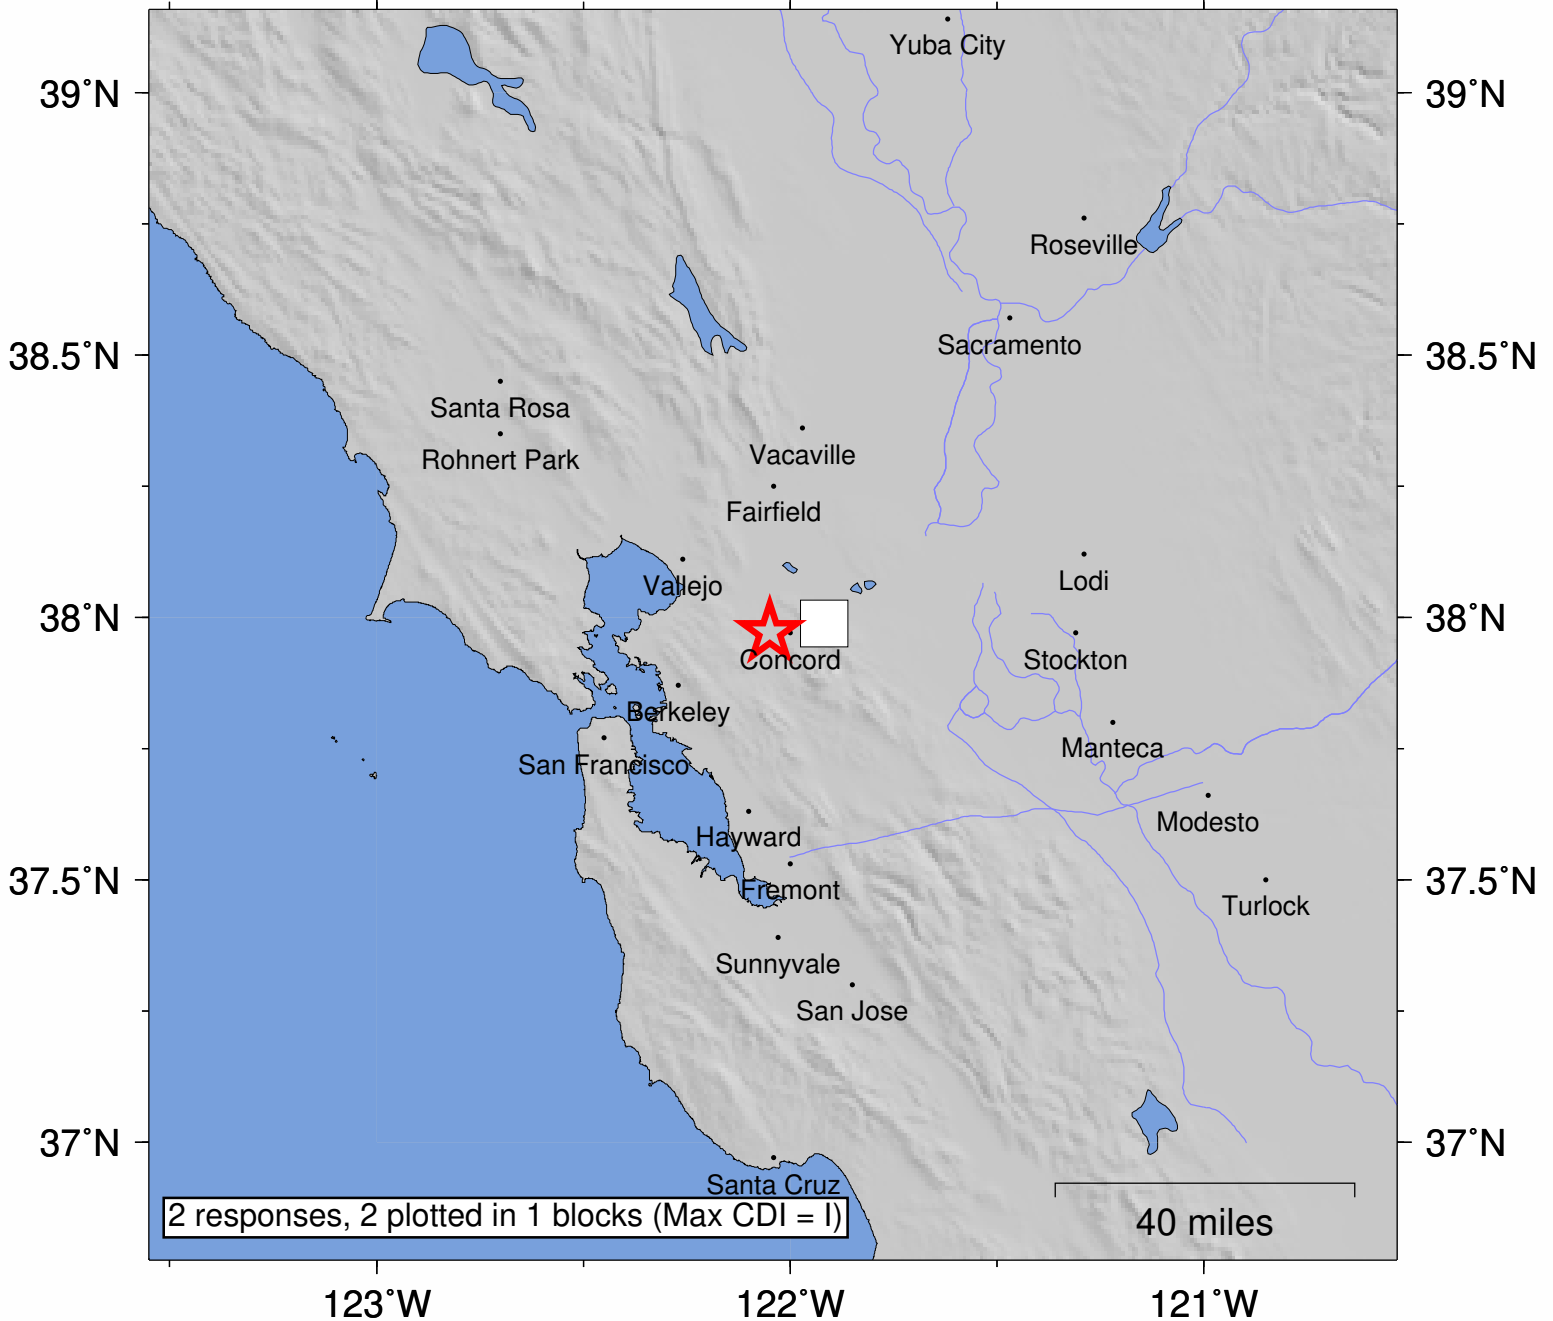 Yuba City
39°N
39°N
Roseville
Sacramento
38.5°N
38.5°N
Santa Rosa
Vacaville
Rohnert Park
Fairfield
Vallejo
Lodi
38°N
38°N
Concord
Stockton
Berkeley
Manteca
San Francisco
Modesto
Hayward
37.5°N
Fremont
37.5°N
Turlock
Sunnyvale
San Jose
37°N
37°N
Santa Cruz
2 responses, 2 plotted in 1 blocks (Max CDI = I)
40 miles
123°W
122°W
121°W